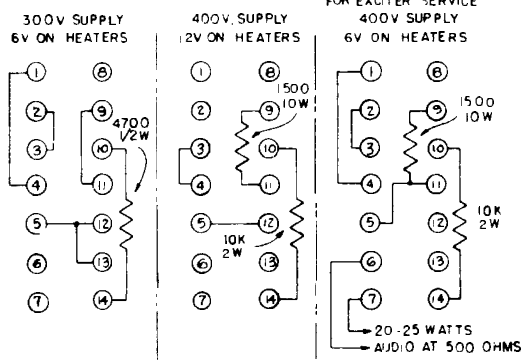 FOR EXCITER SERVICE
300V SUPPLY
6V ON HEATERS
400V, SUPPLY
12V ON HEATERS
400V SUPPLY
6V ON HEATERS
1 8
2 9
3 10
4 11
5 12
6 13
7 14
4700
1/2W
1 8
2 9
3 10
4 11
5 12
6 13
7 14
1500
10W
10K
2W
1 8
2 9
3 10
4 11
5 12
6 13
7 14
1500
10W
10K
2W
20-25 WATTS
AUDIO AT 500 OHMS